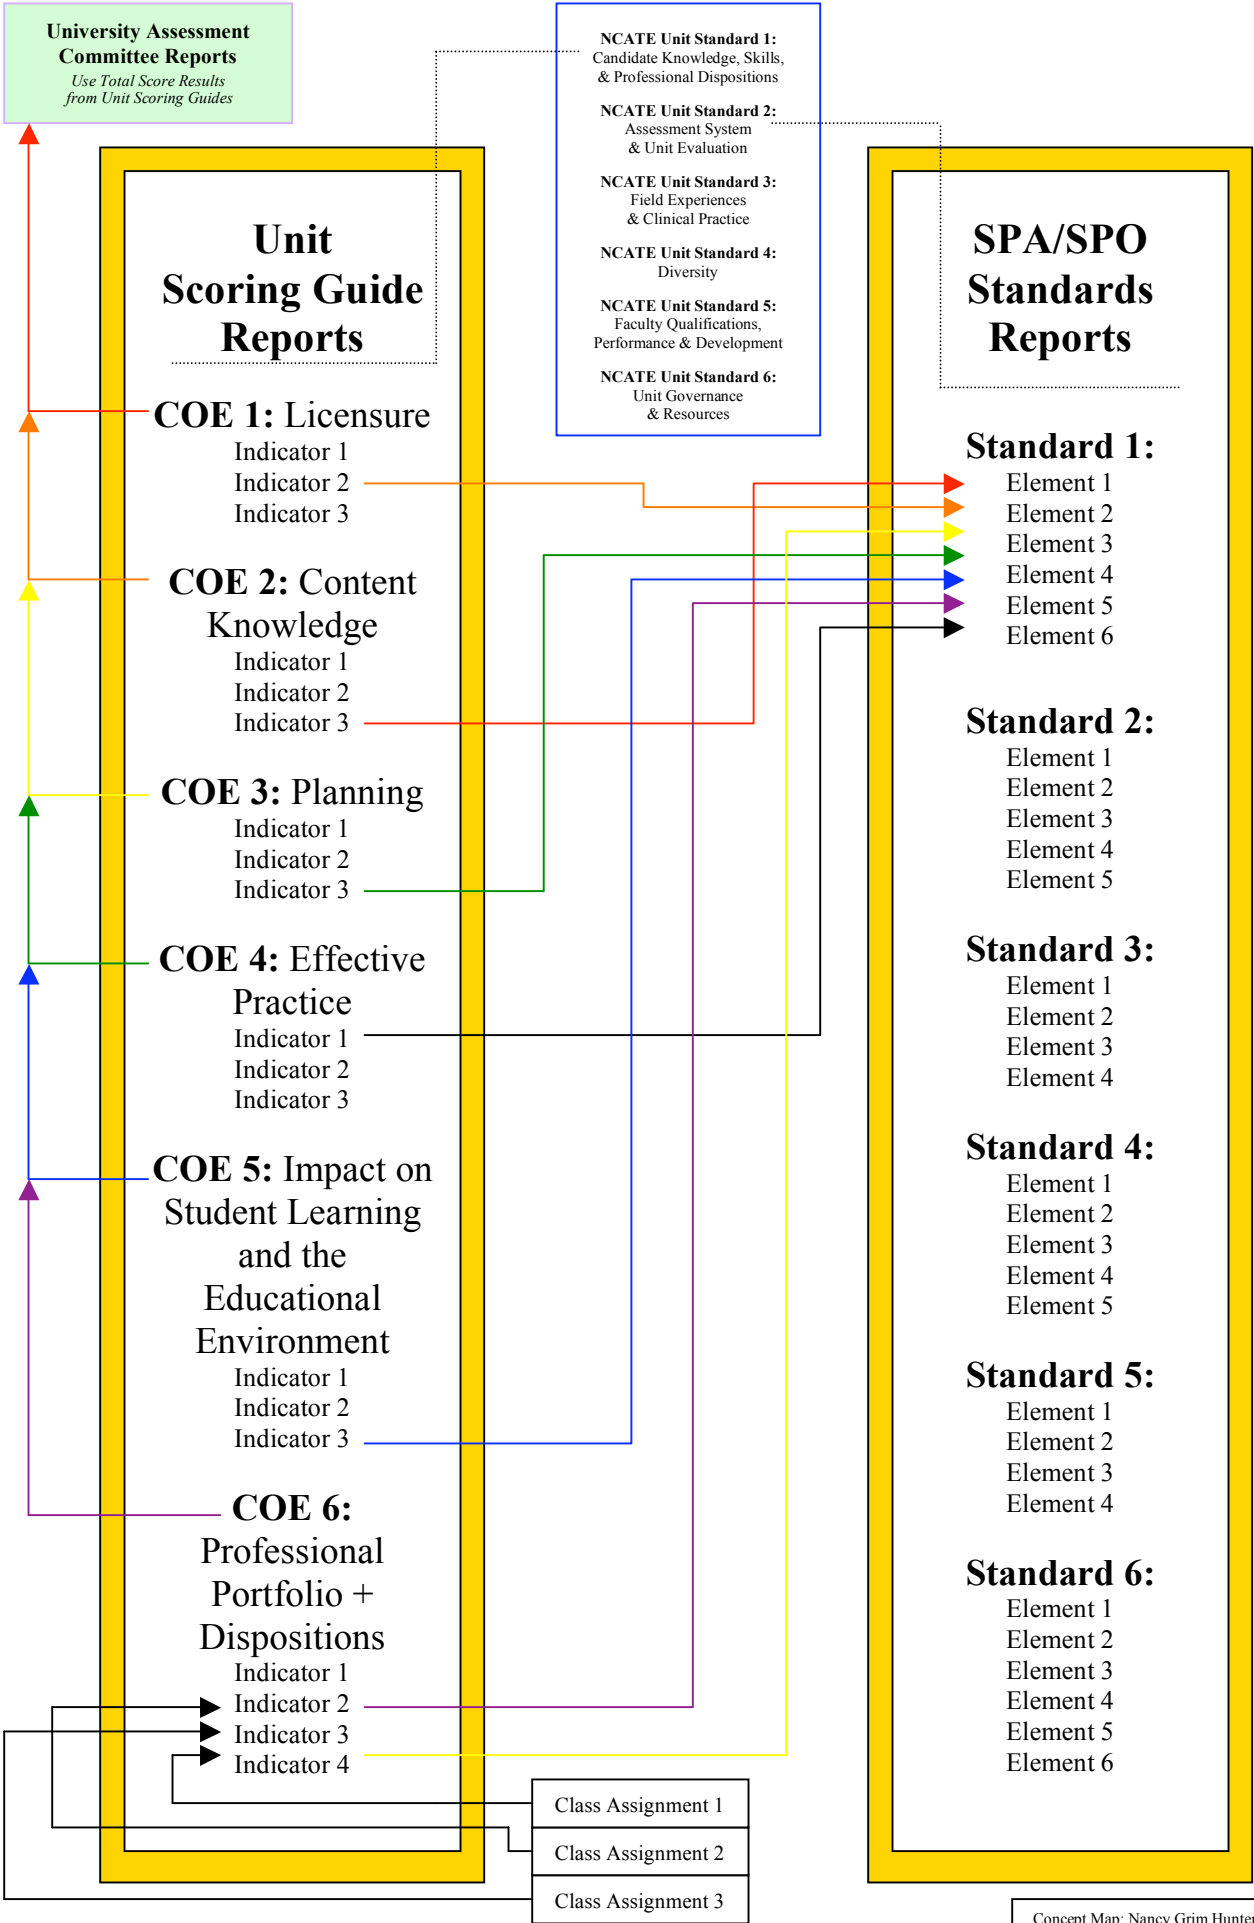 University Assessment
Committee Reports
Use Total Score Results
from Unit Scoring Guides
NCATE Unit Standard 1:
Candidate Knowledge, Skills,
& Professional Dispositions
NCATE Unit Standard 2:
Assessment System
& Unit Evaluation
NCATE Unit Standard 3:
Field Experiences
& Clinical Practice
NCATE Unit Standard 4:
Diversity
NCATE Unit Standard 5:
Faculty Qualifications,
Performance & Development
NCATE Unit Standard 6:
Unit Governance
& Resources
Unit
Scoring Guide
Reports
COE 1: Licensure
Indicator 1
Indicator 2
Indicator 3
COE 2: Content
Knowledge
Indicator 1
Indicator 2
Indicator 3
COE 3: Planning
Indicator 1
Indicator 2
Indicator 3
COE 4: Effective
Practice
Indicator 1
Indicator 2
Indicator 3
COE 5: Impact on
Student Learning
and the
Educational
Environment
Indicator 1
Indicator 2
Indicator 3
COE 6:
Professional
Portfolio +
Dispositions
Indicator 1
Indicator 2
Indicator 3
Indicator 4
Class Assignment 1
Class Assignment 2
Class Assignment 3
SPA/SPO
Standards
Reports
Standard 1:
Element 1
Element 2
Element 3
Element 4
Element 5
Element 6
Standard 2:
Element 1
Element 2
Element 3
Element 4
Element 5
Standard 3:
Element 1
Element 2
Element 3
Element 4
Standard 4:
Element 1
Element 2
Element 3
Element 4
Element 5
Standard 5:
Element 1
Element 2
Element 3
Element 4
Standard 6:
Element 1
Element 2
Element 3
Element 4
Element 5
Element 6
Concept Map: Nancy Grim Hunter